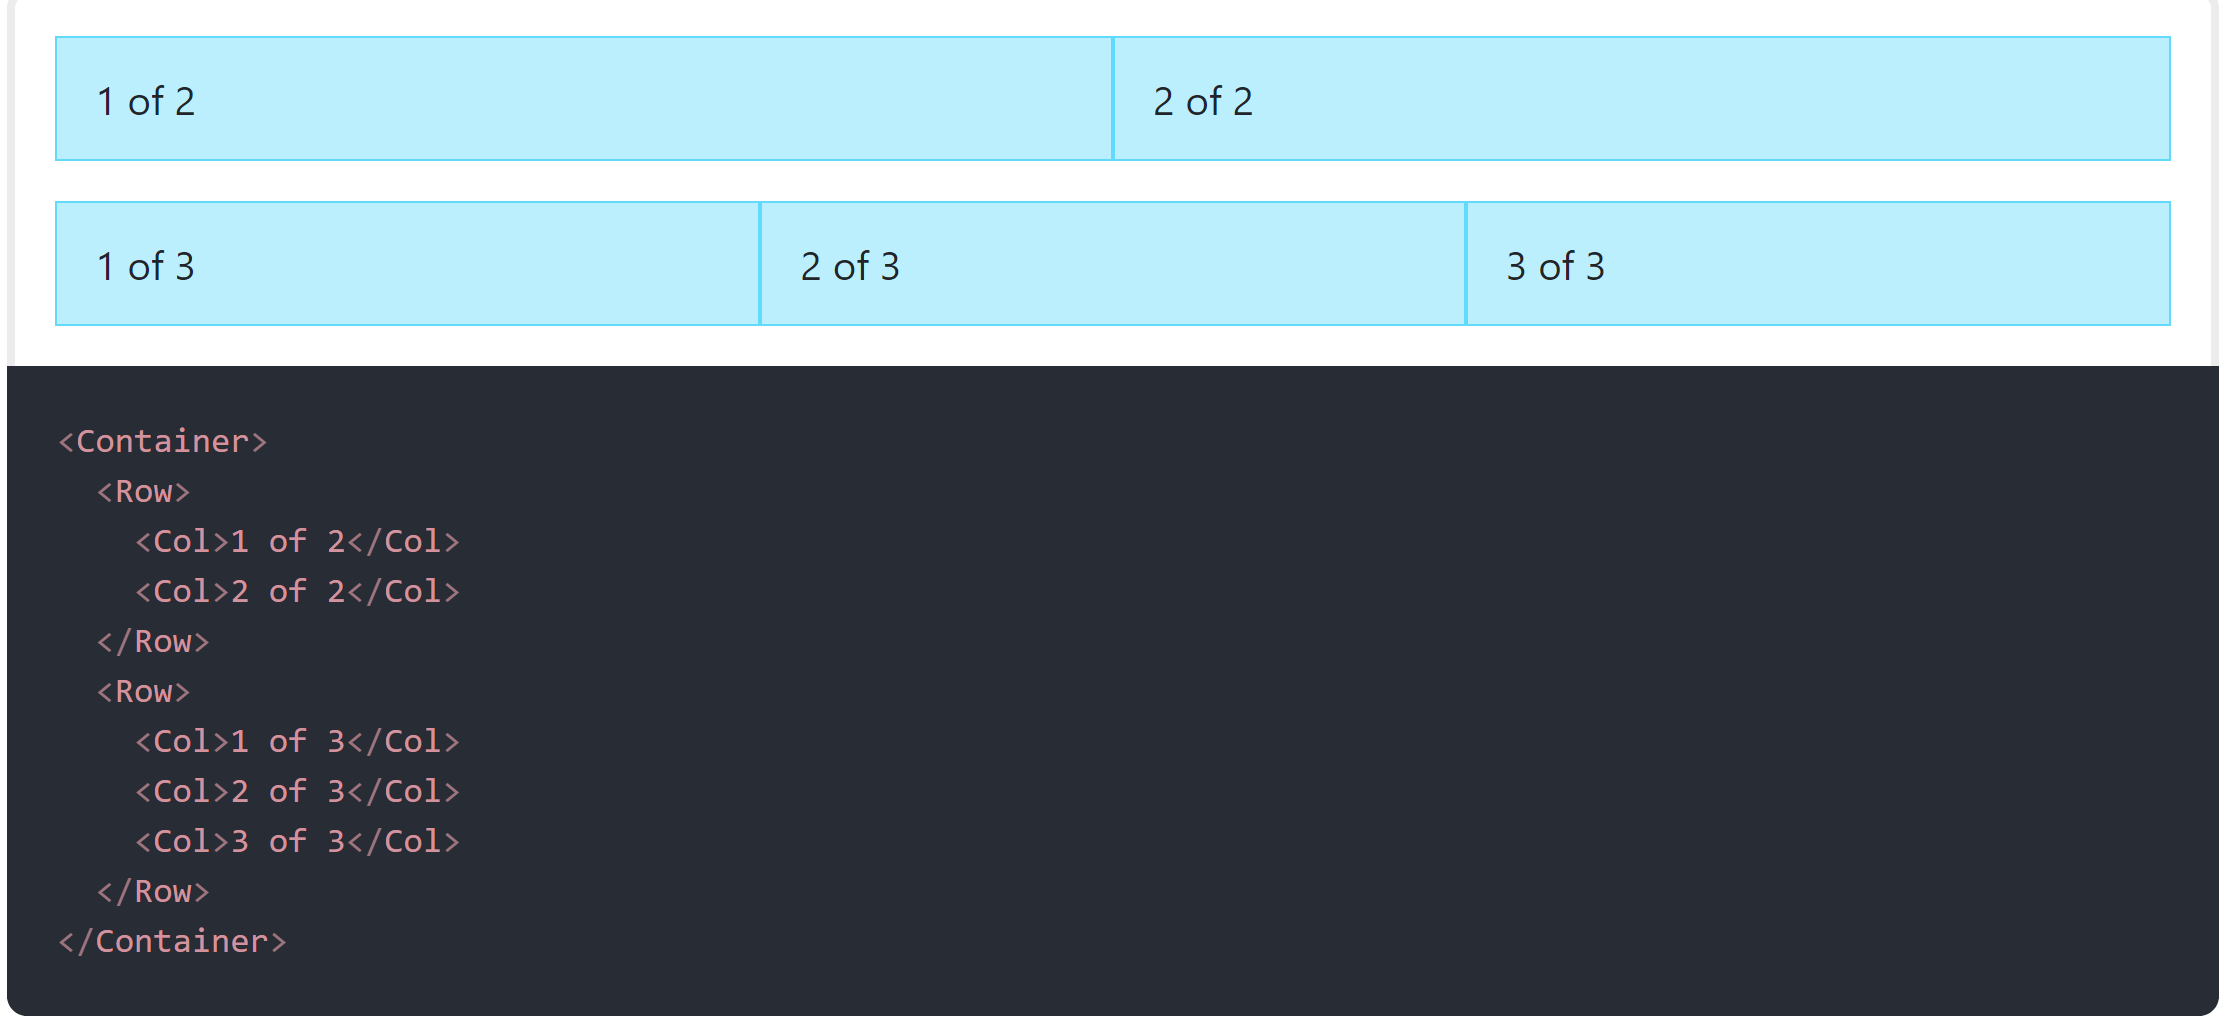 1 of 2 2 of 2
1 of 3 2 of 3 3 of 3
<Container>
  <Row>
    <Col>1 of 2</Col>
    <Col>2 of 2</Col>
  </Row>
  <Row>
    <Col>1 of 3</Col>
    <Col>2 of 3</Col>
    <Col>3 of 3</Col>
  </Row>
</Container>